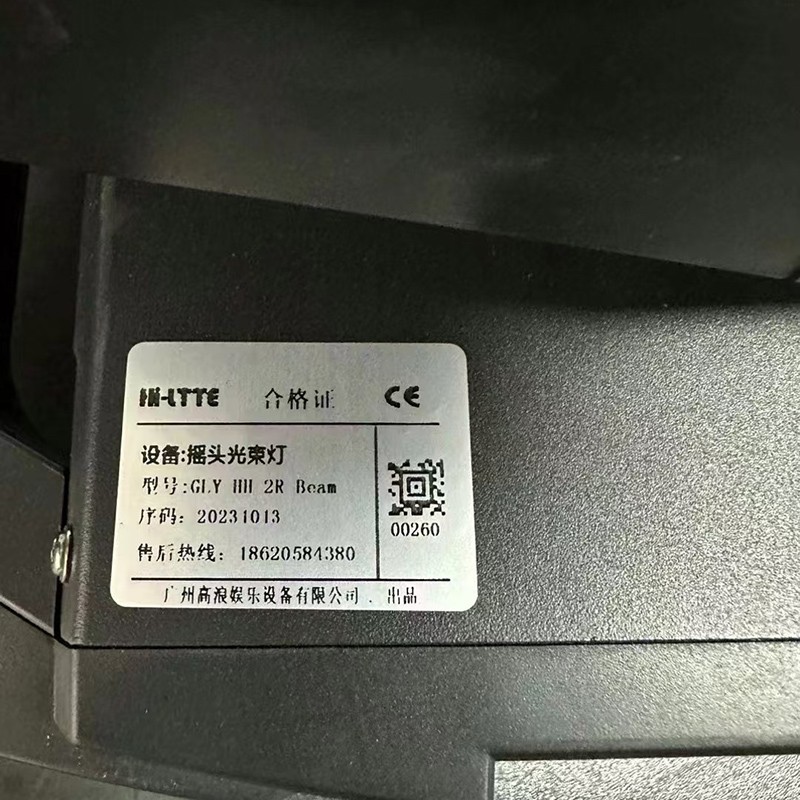 HI-LTTE 合格证 CE
设备:摇头光束灯
型号:GLY HH 2R Beam
序码: 20231013
售后热线: 18620584380
00260
广州高浪娱乐设备有限公司 . 出品